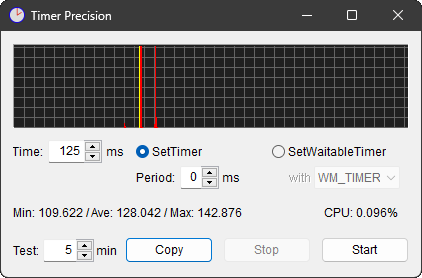 Timer Precision
Time: 125 ms SetTimer SetWaitableTimer
Period: 0 ms with WM_TIMER
Min: 109.622 / Ave: 128.042 / Max: 142.876 CPU: 0.096%
Test: 5 min Copy Stop Start